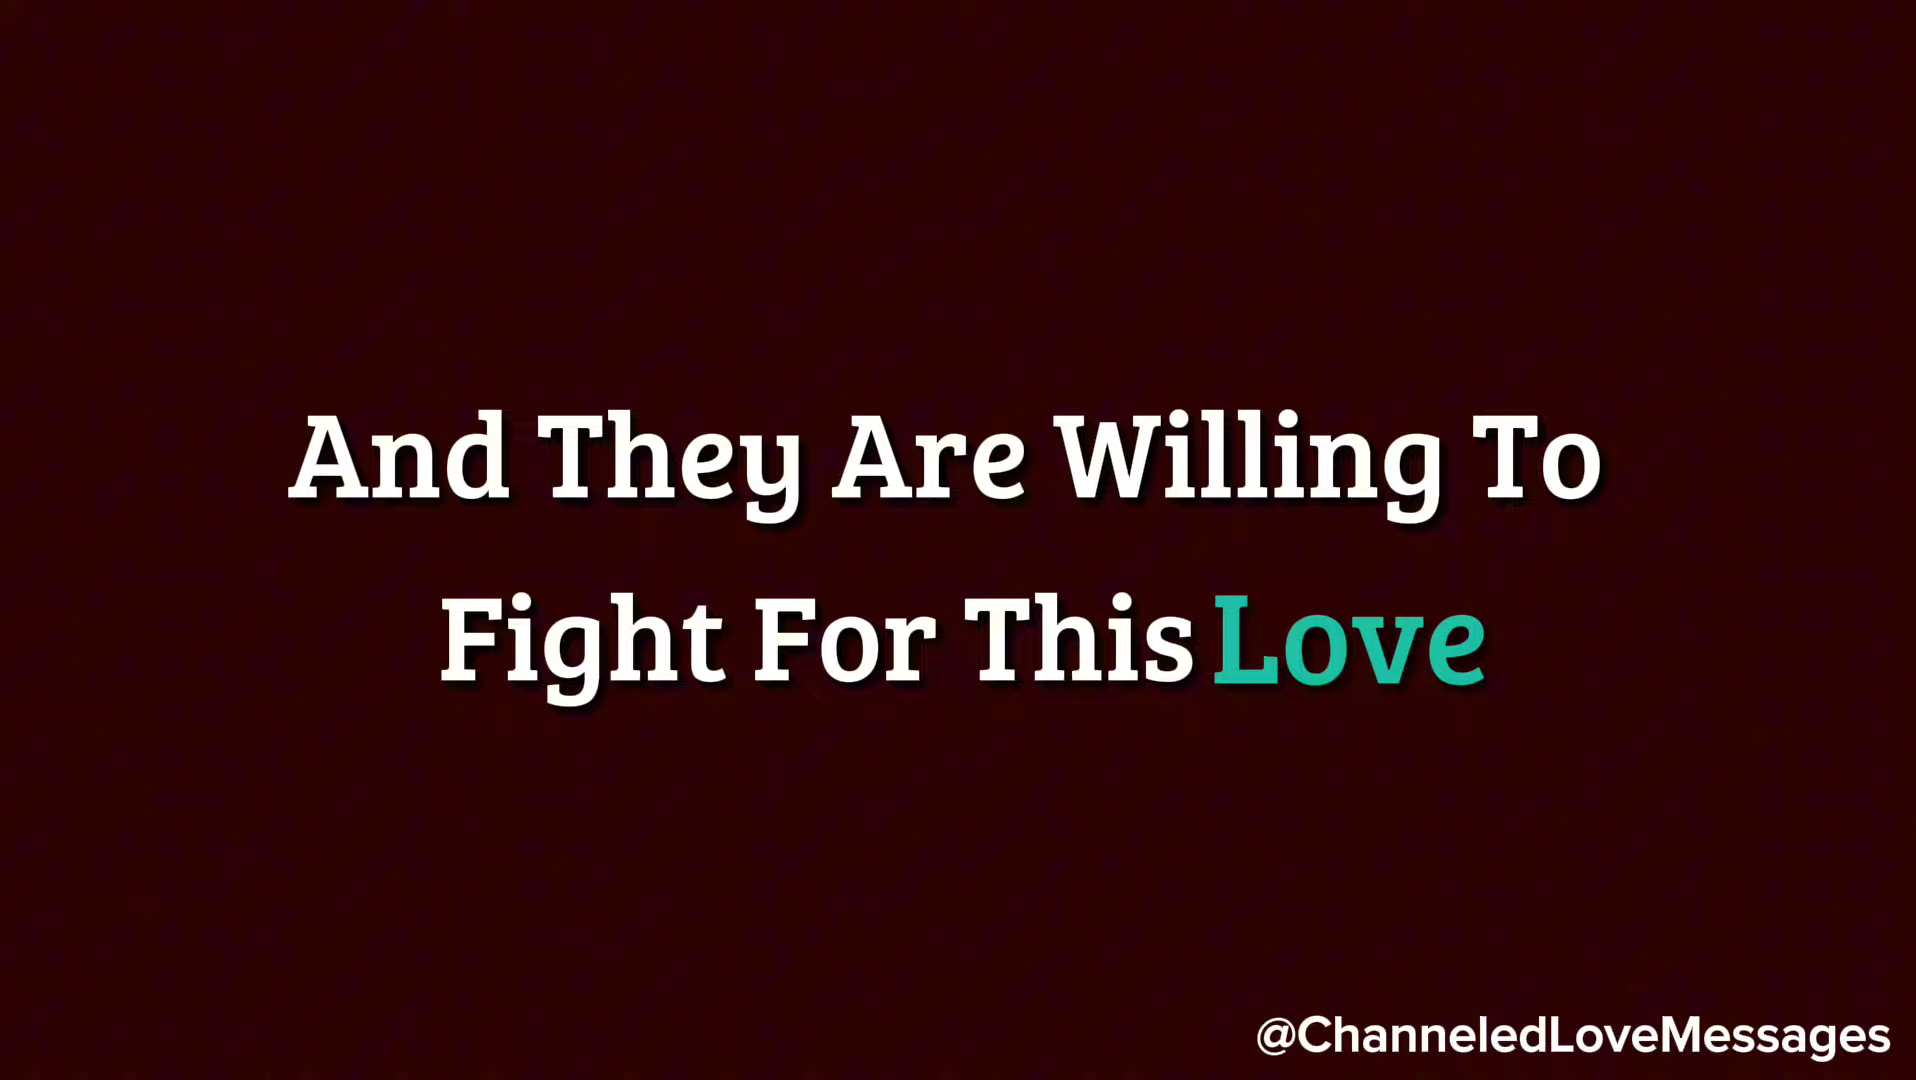 And They Are Willing To
Fight For This Love
@ChanneledLoveMessages